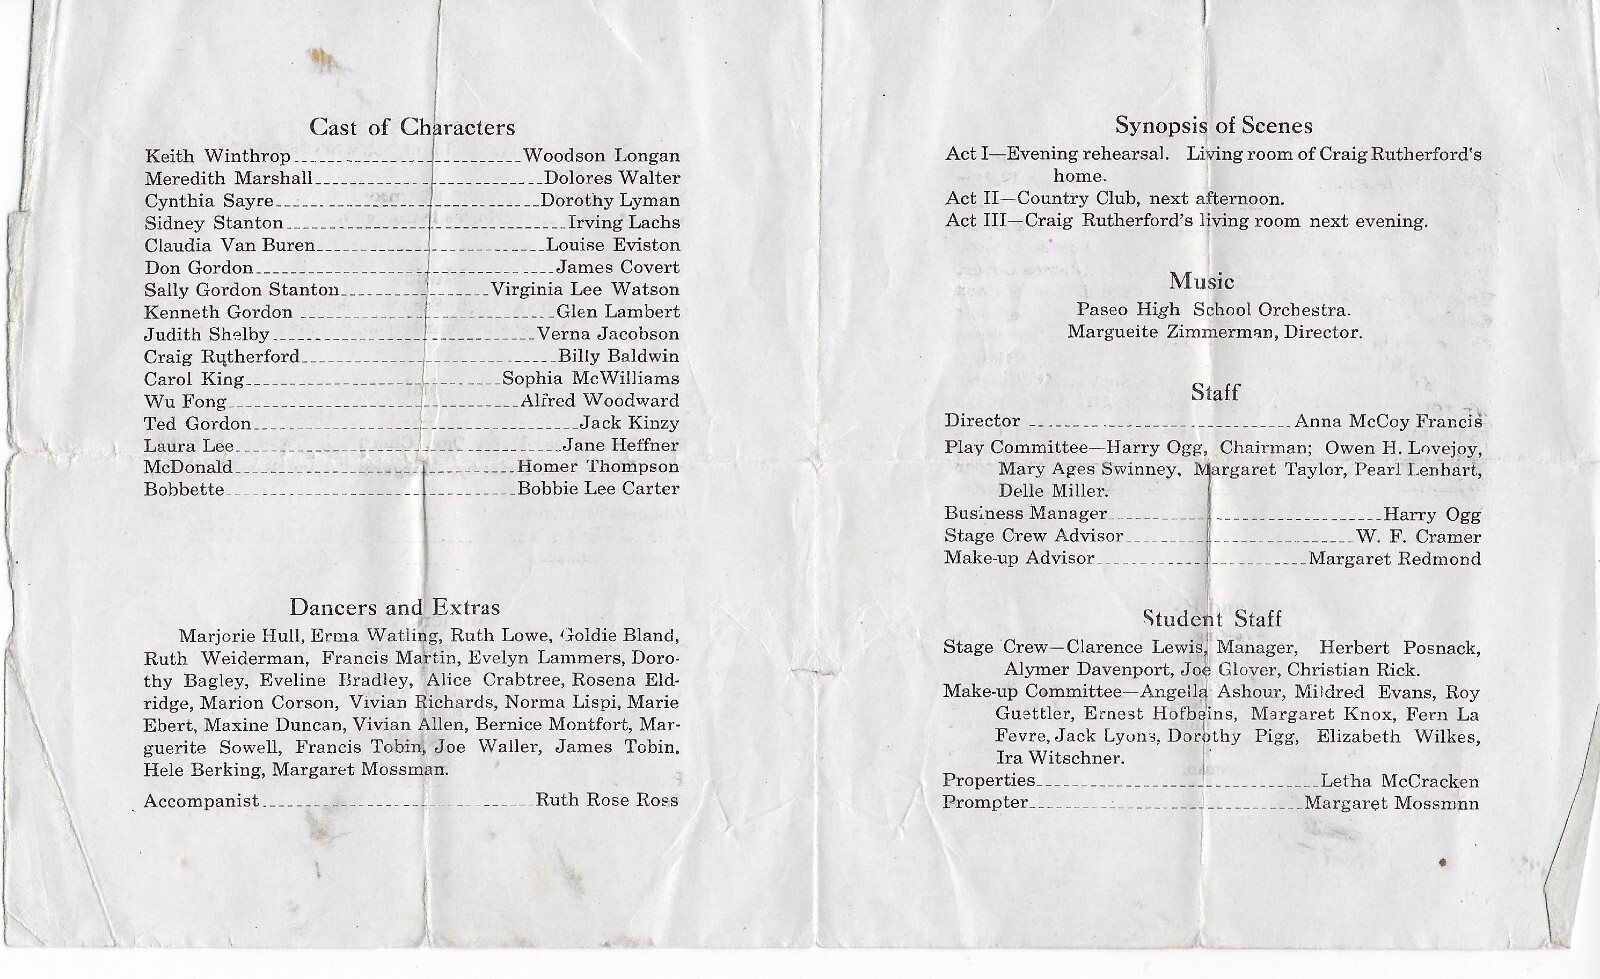 Cast of Characters
Keith Winthrop Woodson Longan
Meredith Marshall Dolores Walter
Cynthia Sayre Dorothy Lyman
Sidney Stanton Irving Lachs
Claudia Van Buren Louise Eviston
Don Gordon James Covert
Sally Gordon Stanton Virginia Lee Watson
Kenneth Gordon Glen Lambert
Judith Shelby Verna Jacobson
Craig Rutherford Billy Baldwin
Carol King Sophia McWilliams
Wu Fong Alfred Woodward
Ted Gordon Jack Kinzy
Laura Lee Jane Heffner
McDonald Homer Thompson
Bobbette Bobbie Lee Carter
Dancers and Extras
Marjorie Hull, Erma Watling, Ruth Lowe, Goldie Bland,
Ruth Weiderman, Francis Martin, Evelyn Lammers, Doro-
thy Bagley, Eveline Bradley, Alice Crabtree, Rosena Eld-
ridge, Marion Corson, Vivian Richards, Norma Lispi, Marie
Ebert, Maxine Duncan, Vivian Allen, Bernice Montfort, Mar-
guerite Sowell, Francis Tobin, Joe Waller, James Tobin,
Hele Berking, Margaret Mossman.
Accompanist Ruth Rose Ross
Synopsis of Scenes
Act I—Evening rehearsal. Living room of Craig Rutherford's
home.
Act II—Country Club, next afternoon.
Act III—Craig Rutherford's living room next evening.
Music
Paseo High School Orchestra.
Margueite Zimmerman, Director.
Staff
Director Anna McCoy Francis
Play Committee—Harry Ogg, Chairman; Owen H. Lovejoy,
Mary Ages Swinney, Margaret Taylor, Pearl Lenhart,
Delle Miller.
Business Manager Harry Ogg
Stage Crew Advisor W. F. Cramer
Make-up Advisor Margaret Redmond
Student Staff
Stage Crew—Clarence Lewis, Manager, Herbert Posnack,
Alymer Davenport, Joe Glover, Christian Rick.
Make-up Committee—Angella Ashour, Mildred Evans, Roy
Guettler, Ernest Hofbeins, Margaret Knox, Fern La
Fevre, Jack Lyons, Dorothy Pigg, Elizabeth Wilkes,
Ira Witschner.
Properties Letha McCracken
Prompter Margaret Mossmnn